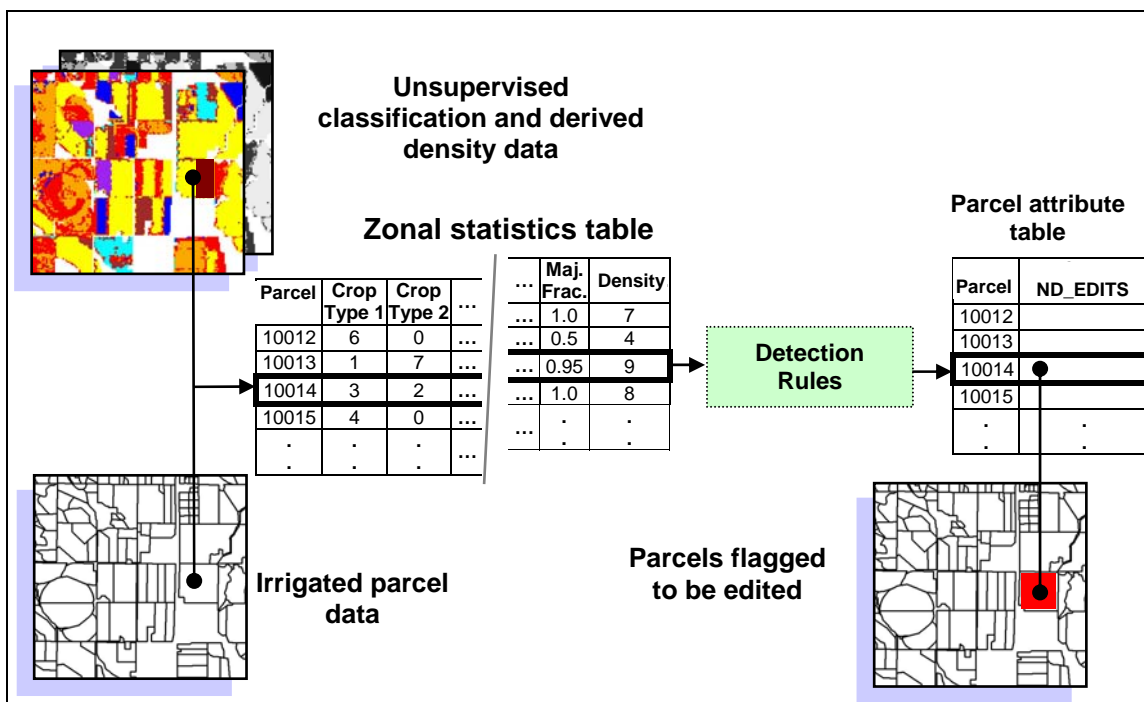 Unsupervised
classification and derived
density data
Zonal statistics table
Parcel Crop Type 1 Crop Type 2 ...
10012 6 0 ...
10013 1 7 ...
10014 3 2 ...
10015 4 0 ...
. . . ...
. . .
... Maj. Frac. Density
... 1.0 7
... 0.5 4
... 0.95 9
... 1.0 8
... . .
. .
Detection
Rules
Parcel attribute
table
Parcel ND_EDITS
10012
10013
10014
10015
. .
. .
Irrigated parcel
data
Parcels flagged
to be edited